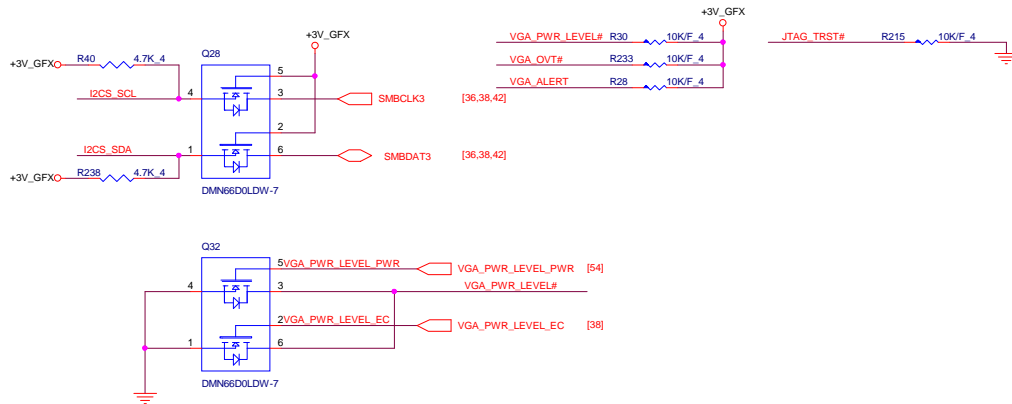 +3V_GFX R40 4.7K_4
I2CS_SCL
Q28
+3V_GFX
5
4 3
SMBCLK3 [36,38,42]
2
I2CS_SDA
1 6
SMBDAT3 [36,38,42]
+3V_GFX R238 4.7K_4
DMN66D0LDW-7
+3V_GFX
VGA_PWR_LEVEL# R30 10K/F_4
VGA_OVT# R233 10K/F_4
VGA_ALERT R28 10K/F_4
JTAG_TRST# R215 10K/F_4
Q32
5 VGA_PWR_LEVEL_PWR
VGA_PWR_LEVEL_PWR [54]
4 3
VGA_PWR_LEVEL#
2 VGA_PWR_LEVEL_EC
VGA_PWR_LEVEL_EC [38]
1 6
DMN66D0LDW-7